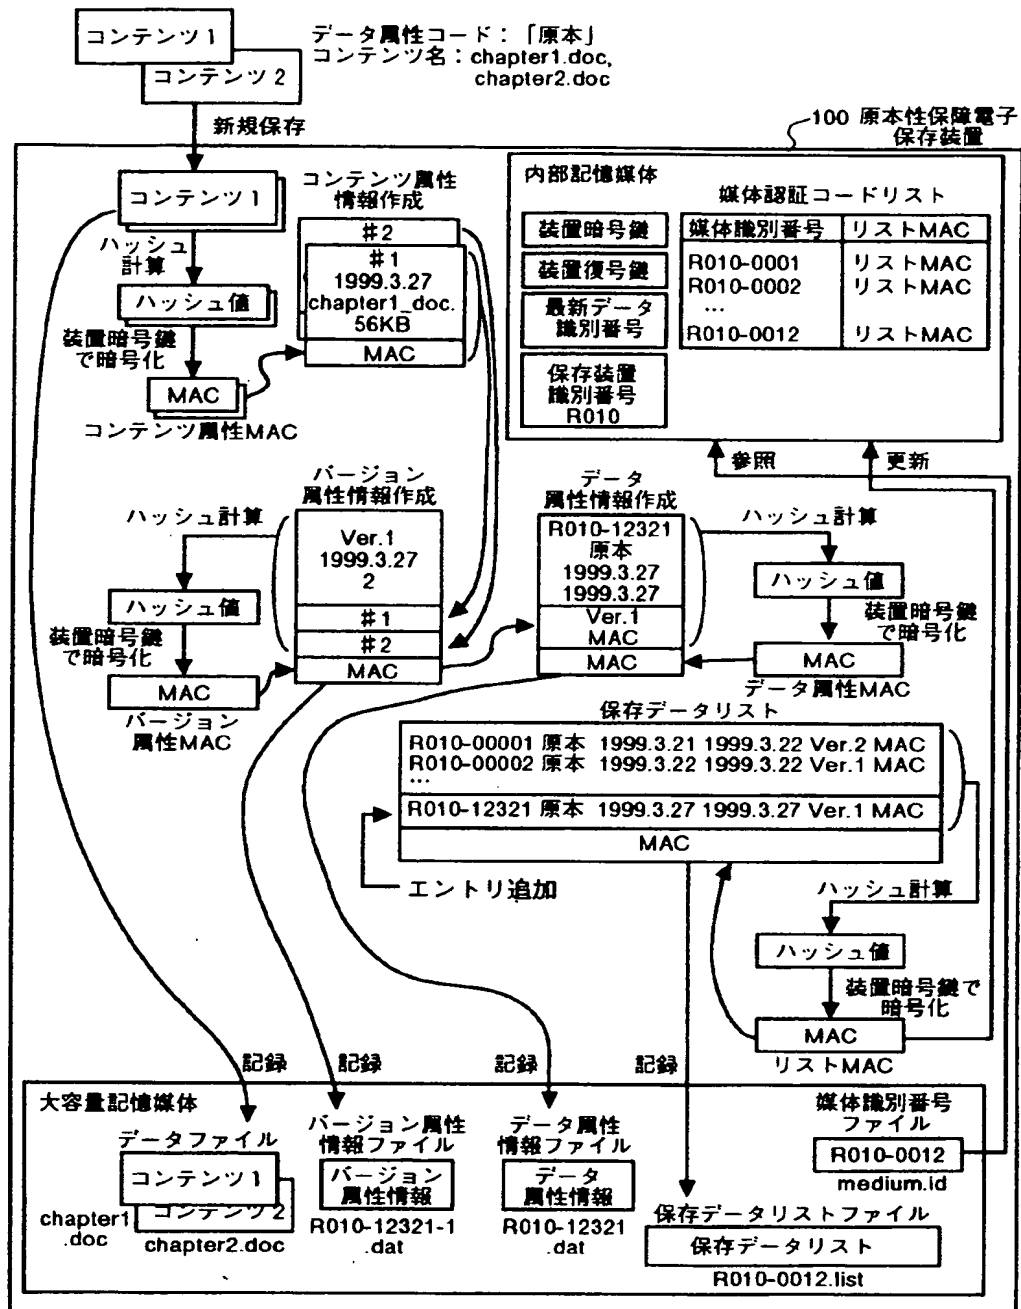 コンテンツ1
コンテンツ2
データ属性コード：「原本」
コンテンツ名：chapter1.doc,
chapter2.doc
新規保存
100 原本性保障電子
保存装置
コンテンツ1
ハッシュ
計算
ハッシュ値
装置暗号鍵
で暗号化
MAC
コンテンツ属性MAC
コンテンツ属性
情報作成
#2
#1
1999.3.27
chapter1_doc.
56KB
MAC
内部記憶媒体
装置暗号鍵
装置復号鍵
最新データ
識別番号
保存装置
識別番号
R010
媒体認証コードリスト
媒体識別番号 リストMAC
R010-0001 リストMAC
R010-0002 リストMAC
...
R010-0012 リストMAC
参照
更新
バージョン
属性情報作成
ハッシュ計算
Ver.1
1999.3.27
2
#1
#2
MAC
ハッシュ値
装置暗号鍵
で暗号化
MAC
バージョン
属性MAC
データ
属性情報作成
R010-12321
原本
1999.3.27
1999.3.27
Ver.1
MAC
MAC
ハッシュ計算
ハッシュ値
装置暗号鍵
で暗号化
MAC
データ属性MAC
保存データリスト
R010-00001 原本 1999.3.21 1999.3.22 Ver.2 MAC
R010-00002 原本 1999.3.22 1999.3.22 Ver.1 MAC
...
R010-12321 原本 1999.3.27 1999.3.27 Ver.1 MAC
MAC
エントリ追加
ハッシュ計算
ハッシュ値
装置暗号鍵で
暗号化
MAC
リストMAC
記録
記録
記録
記録
大容量記憶媒体
データファイル
コンテンツ1
コンテンツ2
chapter1
.doc
chapter2.doc
バージョン属性
情報ファイル
バージョン
属性情報
R010-12321-1
.dat
データ属性
情報ファイル
データ
属性情報
R010-12321
.dat
媒体識別番号
ファイル
R010-0012
medium.id
保存データリストファイル
保存データリスト
R010-0012.list